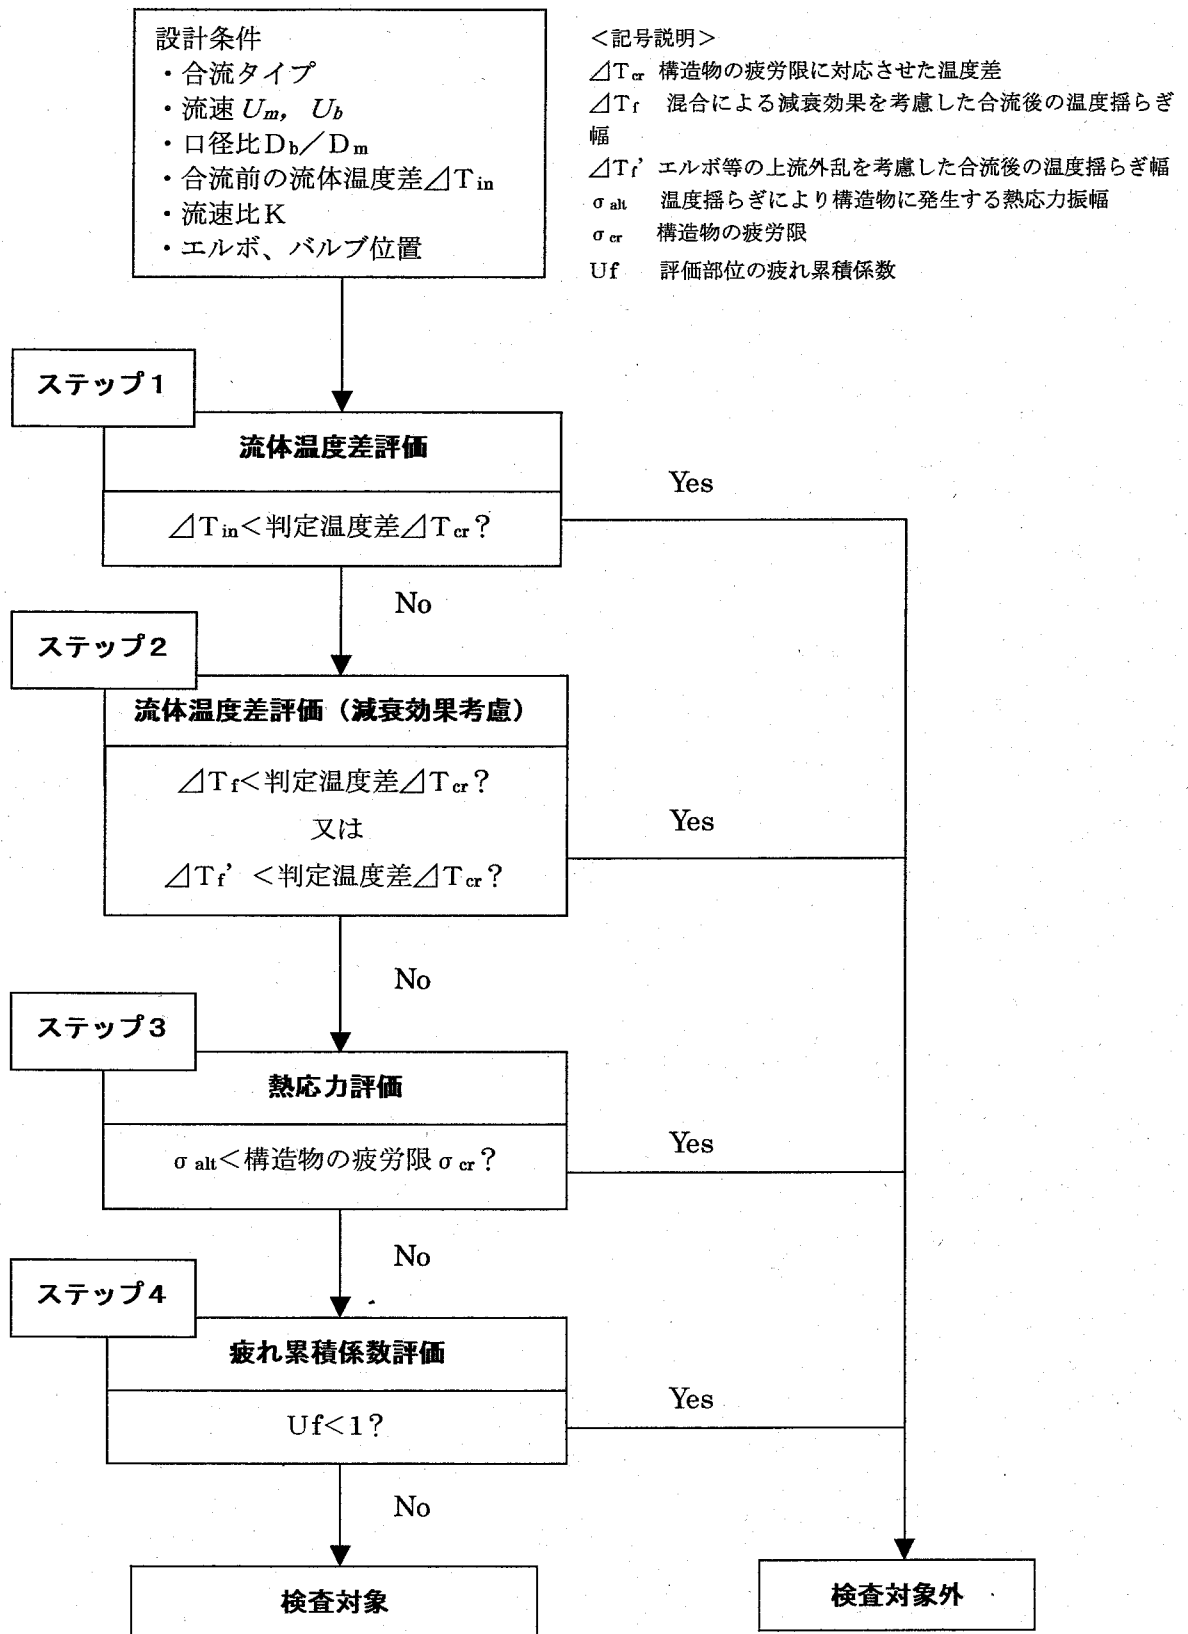 設計条件
・合流タイプ
・流速 Um, Ub
・口径比Db／Dm
・合流前の流体温度差⊿Tin
・流速比K
・エルボ、バルブ位置
＜記号説明＞
⊿Tcr 構造物の疲労限に対応させた温度差
⊿Tf 混合による減衰効果を考慮した合流後の温度揺らぎ
幅
⊿Tf’ エルボ等の上流外乱を考慮した合流後の温度揺らぎ幅
σalt 温度揺らぎにより構造物に発生する熱応力振幅
σcr 構造物の疲労限
Uf 評価部位の疲れ累積係数
ステップ１
流体温度差評価
⊿Tin＜判定温度差⊿Tcr？
Yes
No
ステップ２
流体温度差評価（減衰効果考慮）
⊿Tf＜判定温度差⊿Tcr？
又は
⊿Tf’ ＜判定温度差⊿Tcr？
Yes
No
ステップ３
熱応力評価
σalt＜構造物の疲労限σcr？
Yes
No
ステップ４
疲れ累積係数評価
Uf＜1？
Yes
No
検査対象
検査対象外